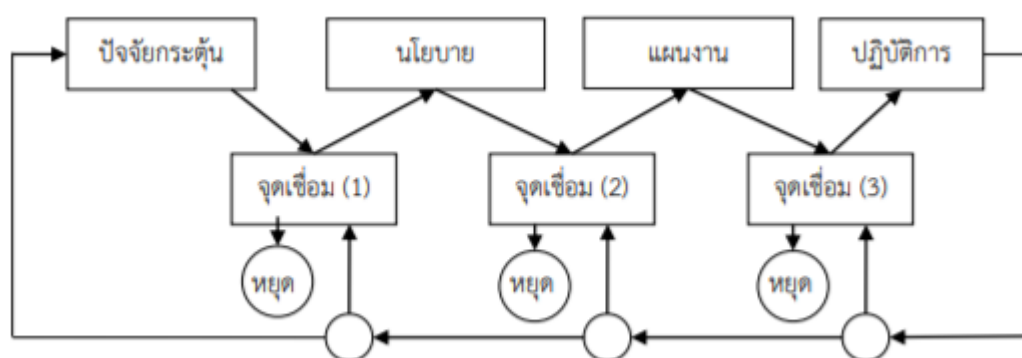 ปัจจัยกระตุ้น
นโยบาย
แผนงาน
ปฏิบัติการ
จุดเชื่อม (1)
จุดเชื่อม (2)
จุดเชื่อม (3)
หยุด
หยุด
หยุด